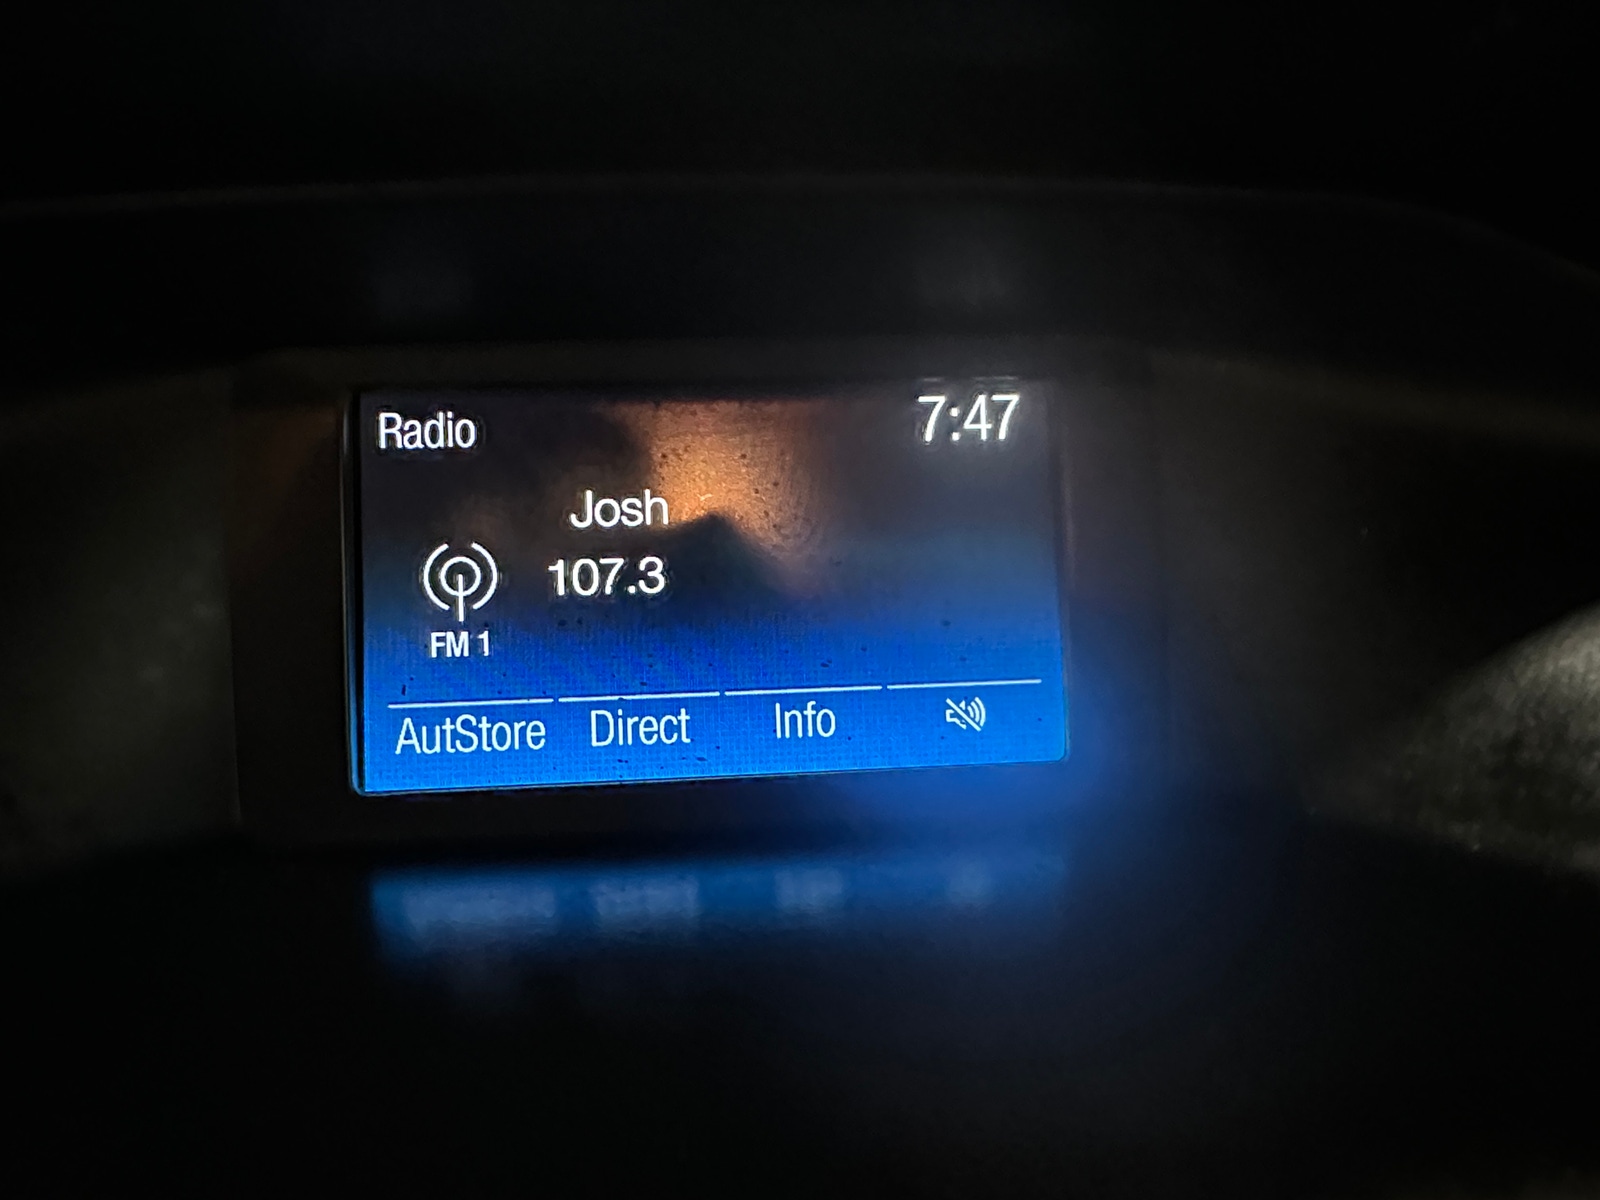 Radio 7:47
Josh
107.3
FM 1
AutStore Direct Info